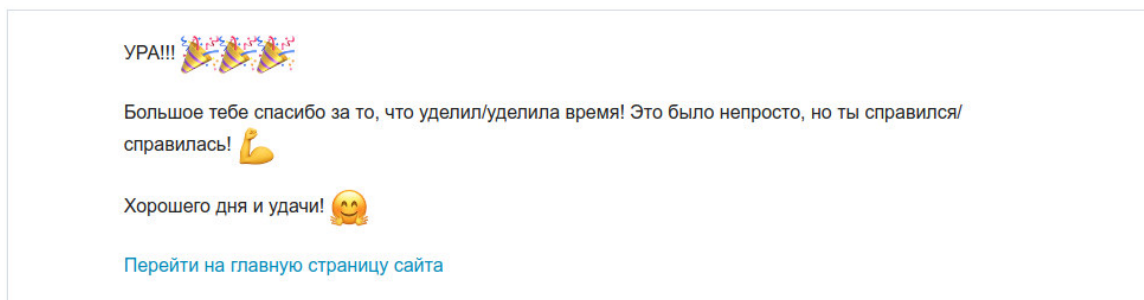 УРА!!! 🎉🎉🎉
Большое тебе спасибо за то, что уделил/уделила время! Это было непросто, но ты справился/
справилась! 💪
Хорошего дня и удачи! 🤗
Перейти на главную страницу сайта